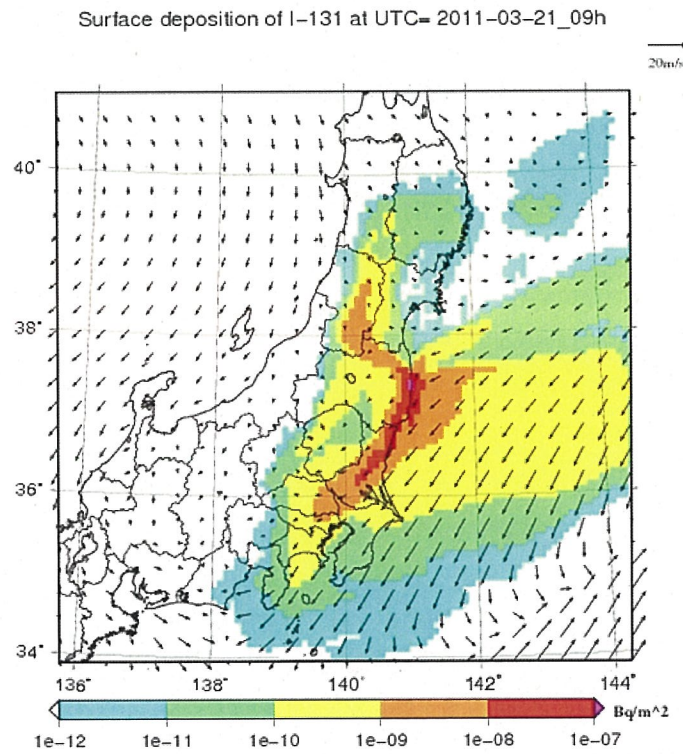 Surface deposition of I-131 at UTC= 2011-03-21_09h
20m/s
40°
38°
36°
34°
136° 138 140 142 144°
Bq/m^2
1e-12 1e-11 1e-10 1e-09 1e-08 1e-07